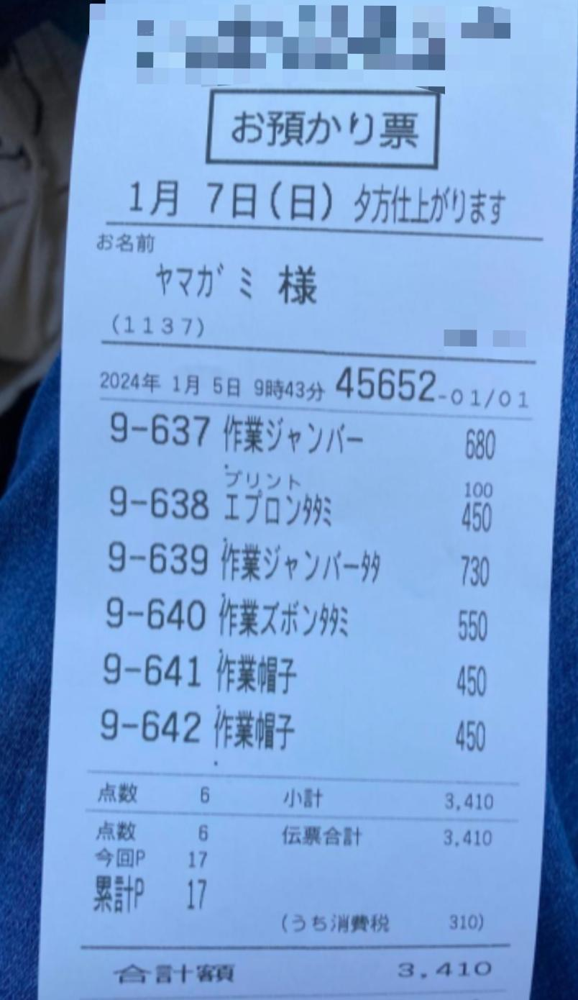 お預かり票
1月 7日(日) 夕方仕上がります
お名前
ヤマガミ 様
(1137)
2024年 1月 5日 9時43分 45652-01/01
9-637 作業ジャンバー 680
プリント 100
9-638 エプロンタタミ 450
9-639 作業ジャンバータタ 730
9-640 作業ズボンタタミ 550
9-641 作業帽子 450
9-642 作業帽子 450
点数 6 小計 3,410
点数 6 伝票合計 3,410
今回P 17
累計P 17
(うち消費税 310)
合計額 3,410